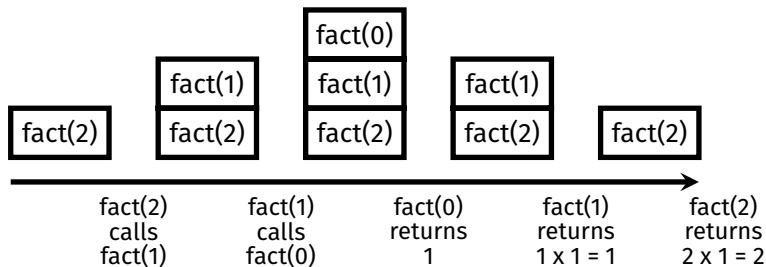 fact(0)
fact(1) fact(1) fact(1)
fact(2) fact(2) fact(2) fact(2) fact(2)
fact(2) fact(1) fact(0) fact(1) fact(2)
calls calls returns returns returns
fact(1) fact(0) 1 1 x 1 = 1 2 x 1 = 2